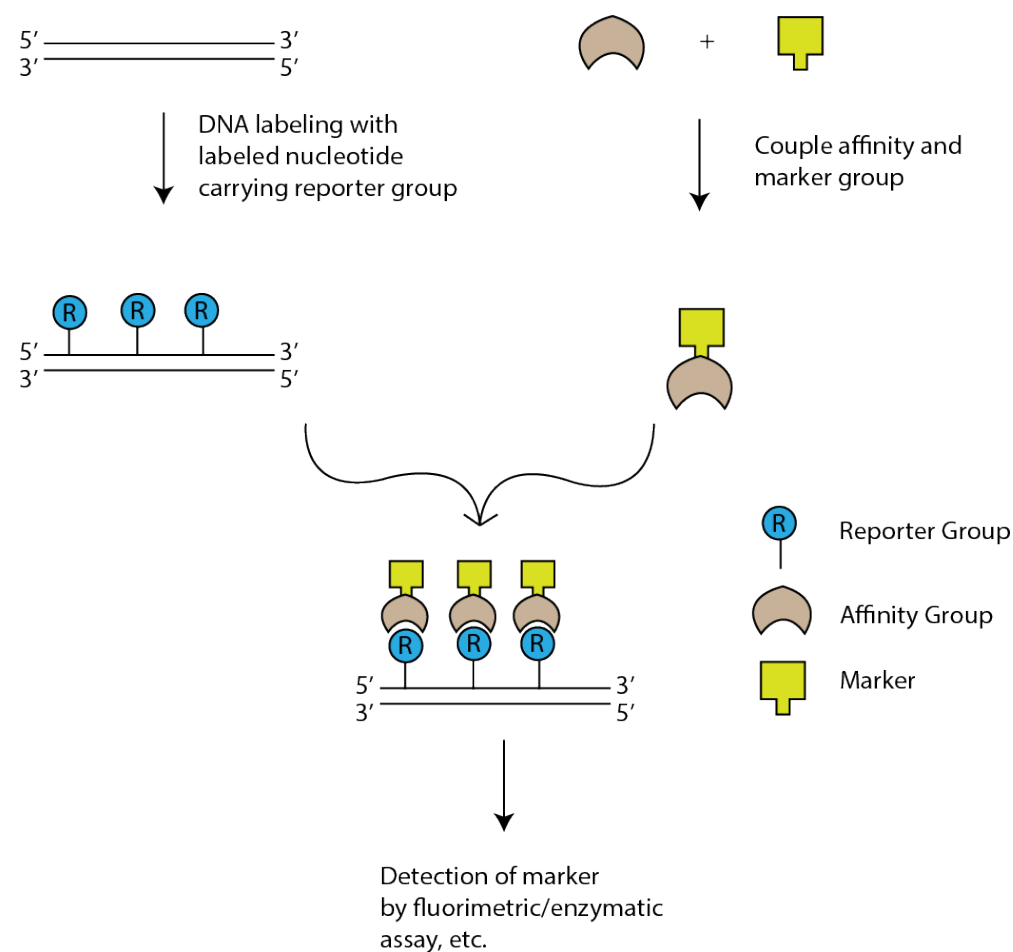 5’ 3’
3’ 5’
+
DNA labeling with
labeled nucleotide
carrying reporter group
Couple affinity and
marker group
R R R
5’ 3’
3’ 5’
R R R
5’ 3’
3’ 5’
R Reporter Group
Affinity Group
Marker
Detection of marker
by fluorimetric/enzymatic
assay, etc.